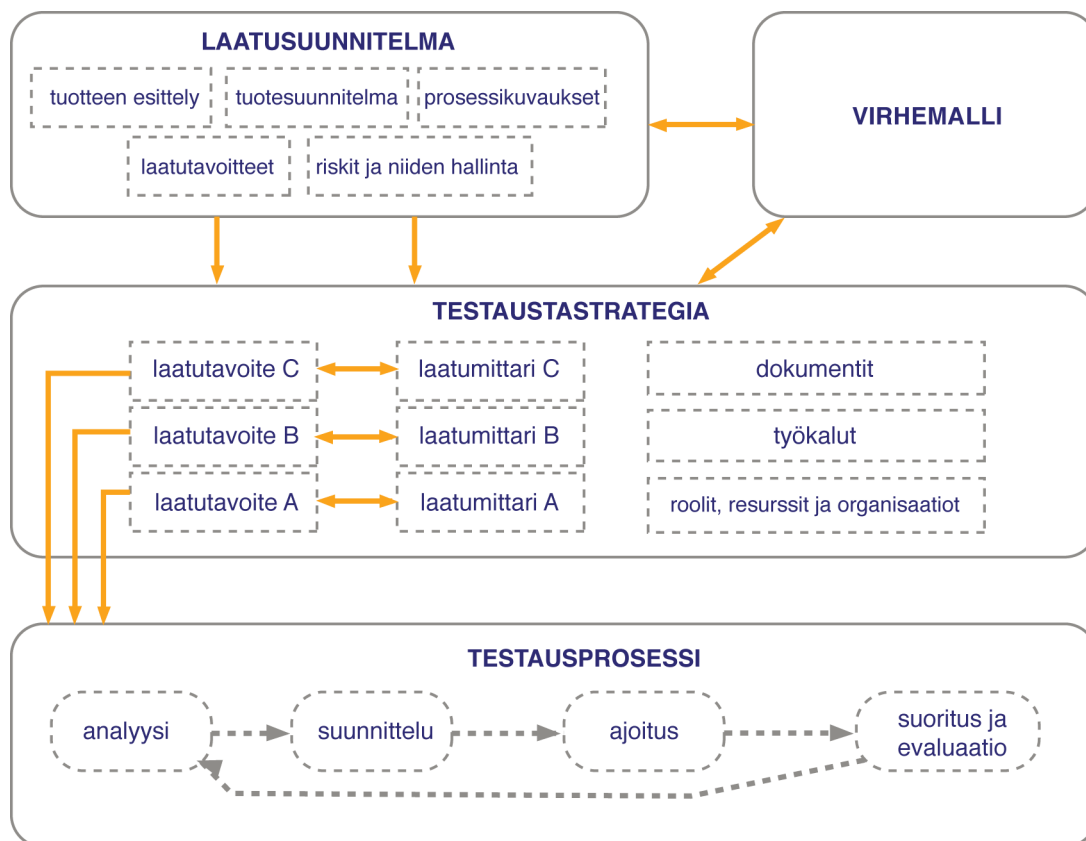 LAATUSUUNNITELMA
tuotteen esittely
tuotesuunnitelma
prosessikuvaukset
laatutavoitteet
riskit ja niiden hallinta
VIRHEMALLI
TESTAUSTASTRATEGIA
laatutavoite C
laatumittari C
dokumentit
laatutavoite B
laatumittari B
työkalut
laatutavoite A
laatumittari A
roolit, resurssit ja organisaatiot
TESTAUSPROSESSI
analyysi
suunnittelu
ajoitus
suoritus ja
evaluaatio